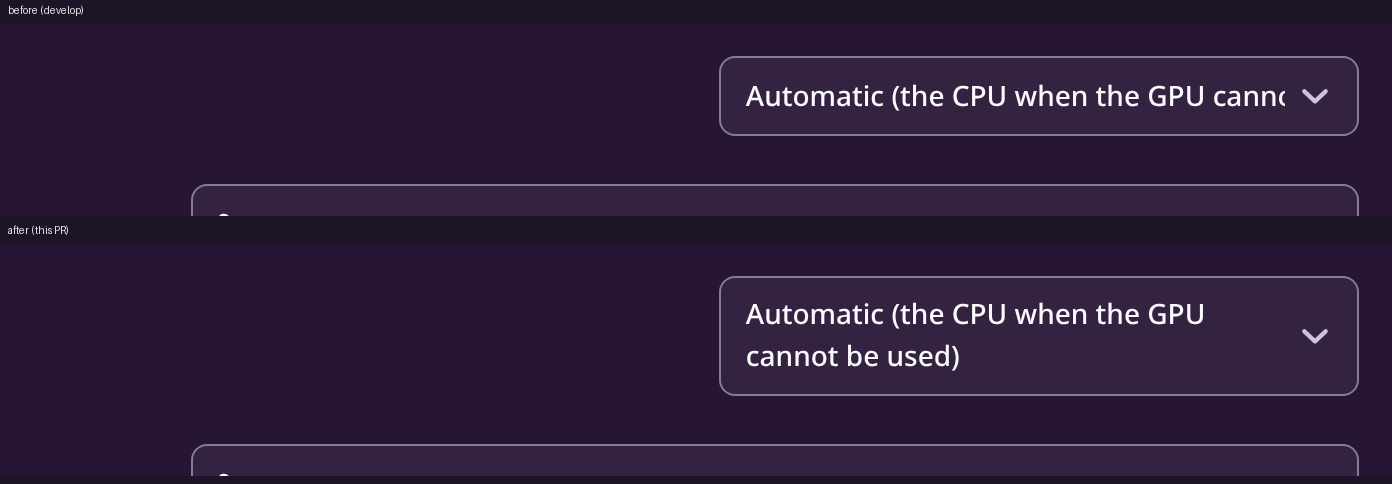 before (develop)
Automatic (the CPU when the GPU canno
after (this PR)
Automatic (the CPU when the GPU
cannot be used)